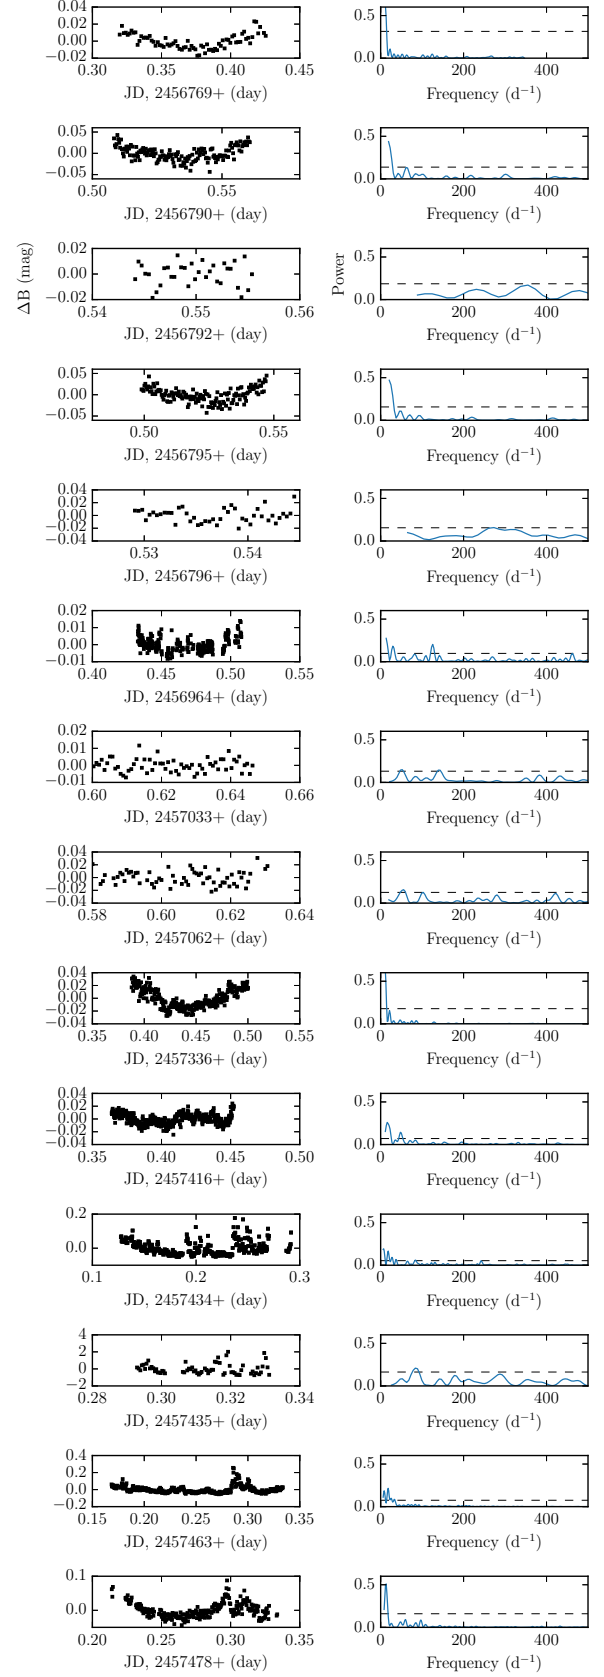 0.04
0.02
0.00
−0.02
0.30 0.35 0.40 0.45
JD, 2456769+ (day)
0.5
0.0
0 200 400
Frequency (d⁻¹)
0.05
0.00
−0.05
0.50 0.55
JD, 2456790+ (day)
0.5
0.0
0 200 400
Frequency (d⁻¹)
ΔB (mag)
0.02
0.00
−0.02
0.54 0.55 0.56
JD, 2456792+ (day)
Power
0.5
0.0
0 200 400
Frequency (d⁻¹)
0.05
0.00
−0.05
0.50 0.55
JD, 2456795+ (day)
0.5
0.0
0 200 400
Frequency (d⁻¹)
0.04
0.02
0.00
−0.02
−0.04
0.53 0.54
JD, 2456796+ (day)
0.5
0.0
0 200 400
Frequency (d⁻¹)
0.02
0.01
0.00
−0.01
0.40 0.45 0.50 0.55
JD, 2456964+ (day)
0.5
0.0
0 200 400
Frequency (d⁻¹)
0.02
0.01
0.00
−0.01
0.60 0.62 0.64 0.66
JD, 2457033+ (day)
0.5
0.0
0 200 400
Frequency (d⁻¹)
0.04
0.02
0.00
−0.02
−0.04
0.58 0.60 0.62 0.64
JD, 2457062+ (day)
0.5
0.0
0 200 400
Frequency (d⁻¹)
0.04
0.02
0.00
−0.02
−0.04
0.35 0.40 0.45 0.50 0.55
JD, 2457336+ (day)
0.5
0.0
0 200 400
Frequency (d⁻¹)
0.04
0.02
0.00
−0.02
−0.04
0.35 0.40 0.45 0.50
JD, 2457416+ (day)
0.5
0.0
0 200 400
Frequency (d⁻¹)
0.2
0.0
0.1 0.2 0.3
JD, 2457434+ (day)
0.5
0.0
0 200 400
Frequency (d⁻¹)
4
2
0
−2
0.28 0.30 0.32 0.34
JD, 2457435+ (day)
0.5
0.0
0 200 400
Frequency (d⁻¹)
0.4
0.2
0.0
−0.2
0.15 0.20 0.25 0.30 0.35
JD, 2457463+ (day)
0.5
0.0
0 200 400
Frequency (d⁻¹)
0.1
0.0
0.20 0.25 0.30 0.35
JD, 2457478+ (day)
0.5
0.0
0 200 400
Frequency (d⁻¹)